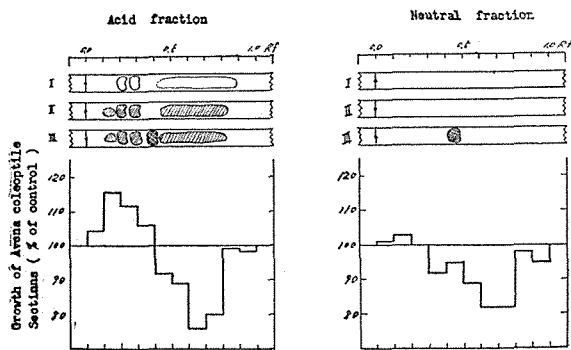 Acid fraction
Neutral fraction
0,0 0,5 1,0 Rf
0,0 0,5 1.0 Rf
I
I
II
II
III
III
Growth of Avena coleoptile
Sections ( % of control )
120
110
100
90
80
120
110
100
90
80